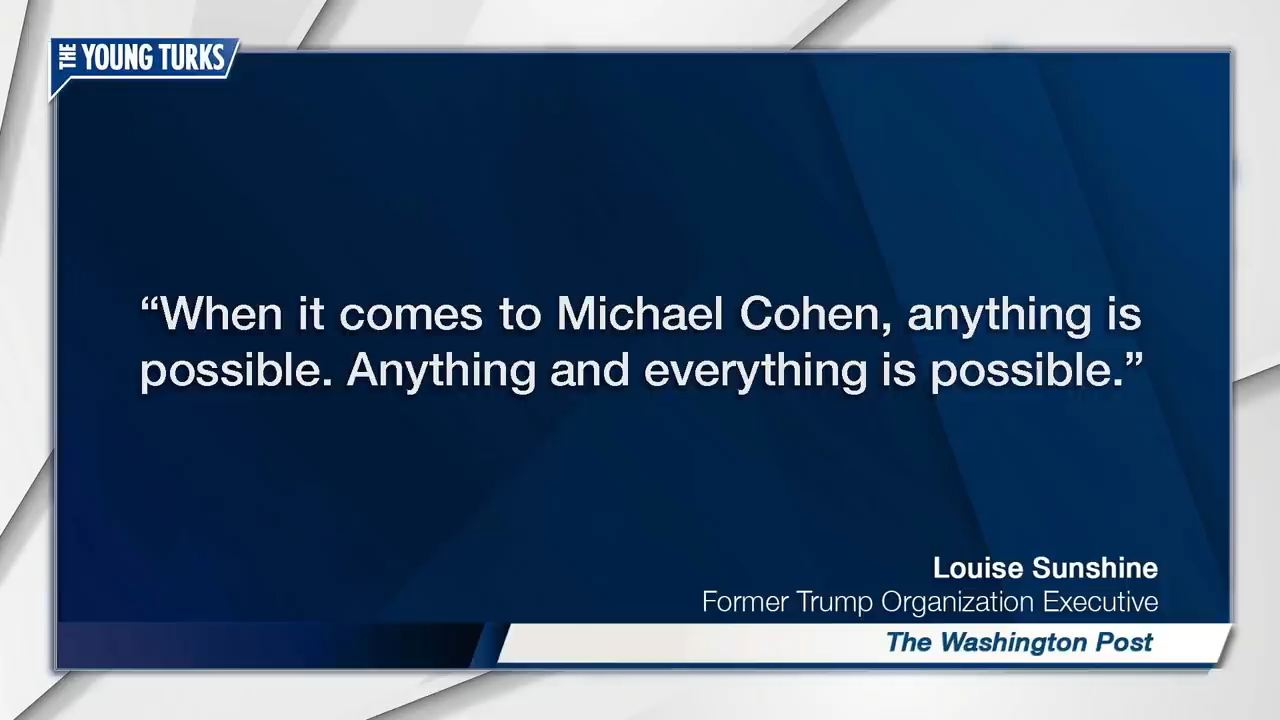 THE YOUNG TURKS
“When it comes to Michael Cohen, anything is
possible. Anything and everything is possible.”
Louise Sunshine
Former Trump Organization Executive
The Washington Post